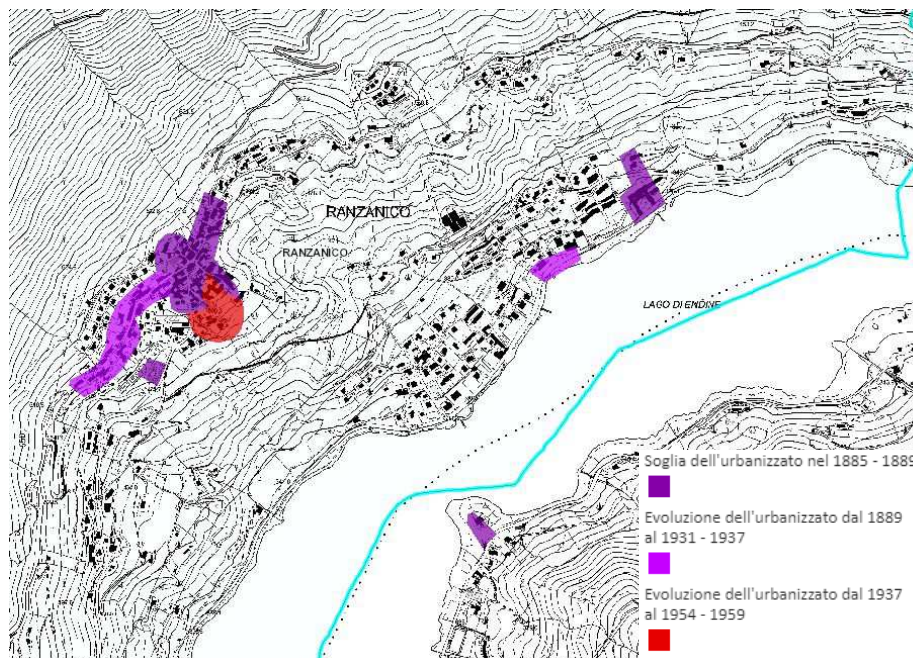 RANZANICO
RANZANICO
LAGO DI ENDINE
Soglia dell'urbanizzato nel 1885 - 1889
Evoluzione dell'urbanizzato dal 1889
al 1931 - 1937
Evoluzione dell'urbanizzato dal 1937
al 1954 - 1959